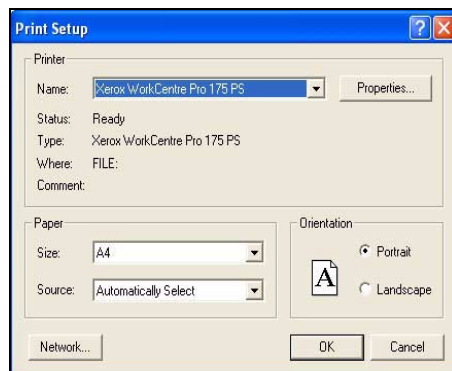 Print Setup
Printer
Name: Xerox WorkCentre Pro 175 PS Properties...
Status: Ready
Type: Xerox WorkCentre Pro 175 PS
Where: FILE:
Comment:
Paper
Size: A4
Source: Automatically Select
Orientation
A
Portrait
Landscape
Network... OK Cancel